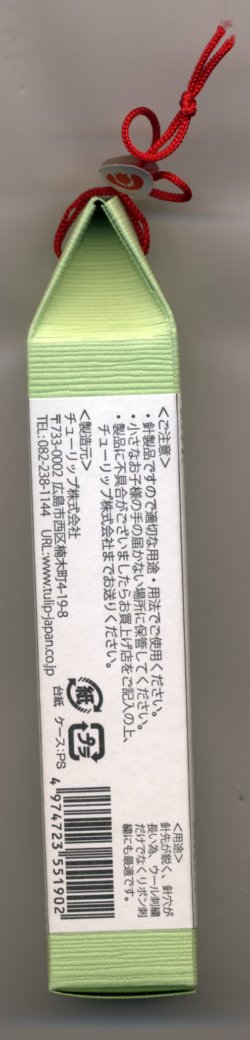 <ご注意>
・針製品ですので適切な用途・用法でご使用ください。
・小さなお子様の手の届かない場所に保管してください。
・製品に不具合がございましたらお買上げ店をご記入の上、
チューリップ株式会社までお送りください。
<製造元>
チューリップ株式会社
〒733-0002 広島市西区楠木町4-19-8
TEL:082-238-1144 URL:www.tulip-japan.co.jp
紙
プラ
台紙 ケース:PS
<用途>
針先が鋭く、針穴が
長い為、ウール刺繍
だけでなくリボン刺
繍にも最適です。
4 974723 551902